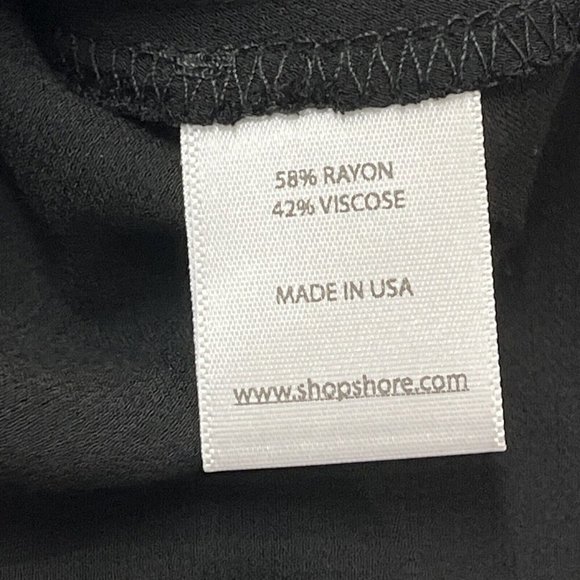 58% RAYON
42% VISCOSE
MADE IN USA
www.shopshore.com